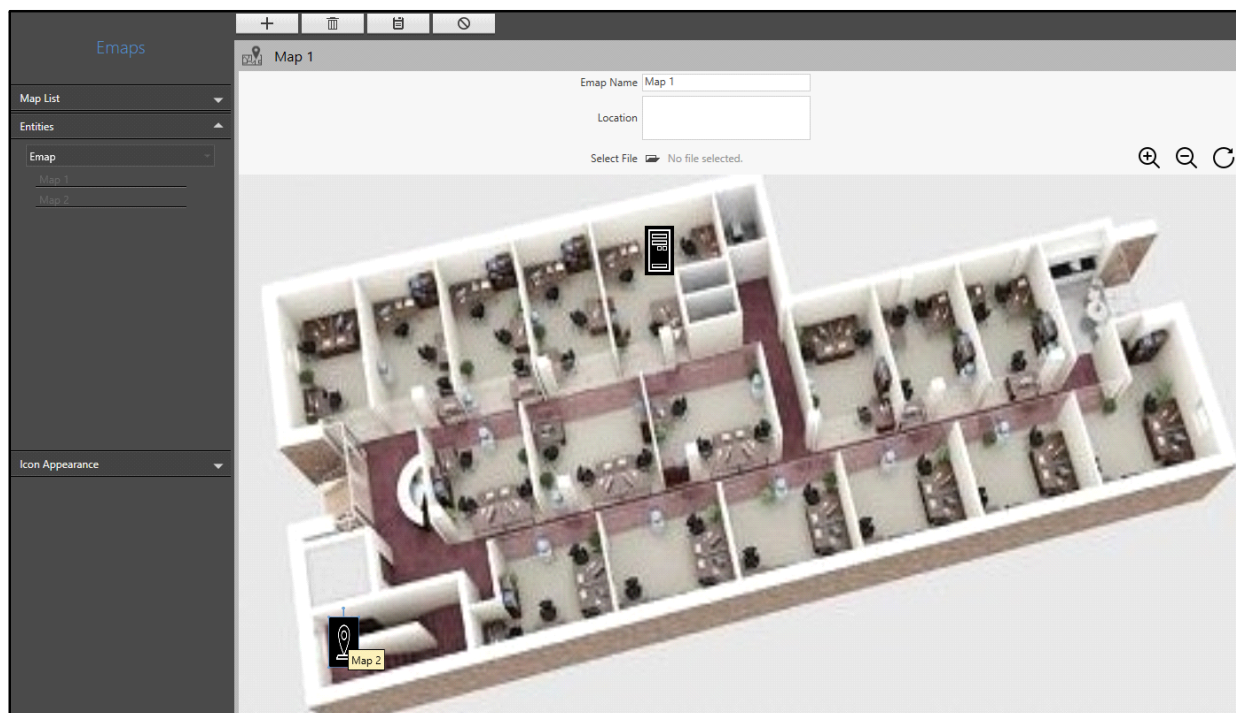 Emaps
Map 1
Emap Name Map 1
Map List
Location
Entities
Emap
Select File No file selected.
Map 1
Map 2
Icon Appearance
Map 2